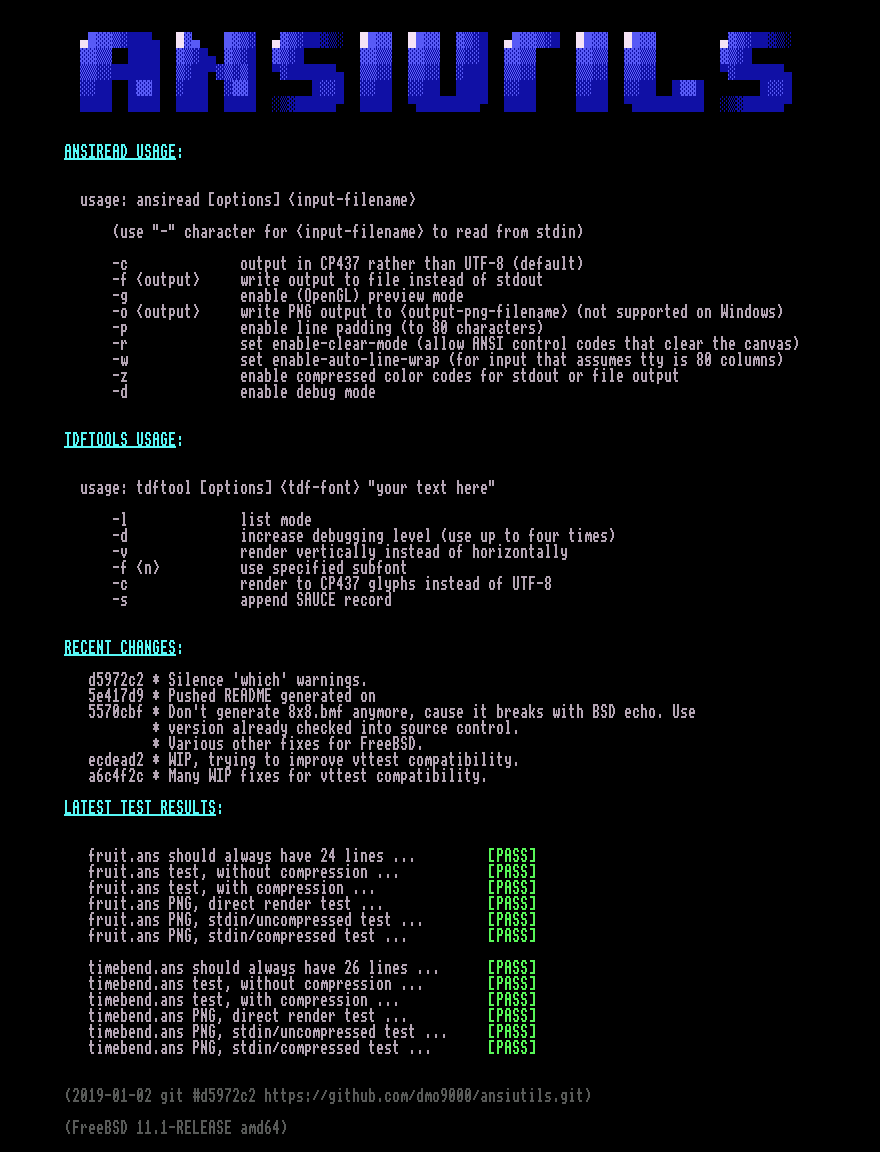 ANSIUTILS
ANSIREAD USAGE:
usage: ansiread [options] <input-filename>
(use "-" character for <input-filename> to read from stdin)
-c output in CP437 rather than UTF-8 (default)
-f <output> write output to file instead of stdout
-g enable (OpenGL) preview mode
-o <output> write PNG output to <output-png-filename> (not supported on Windows)
-p enable line padding (to 80 characters)
-r set enable-clear-mode (allow ANSI control codes that clear the canvas)
-w set enable-auto-line-wrap (for input that assumes tty is 80 columns)
-z enable compressed color codes for stdout or file output
-d enable debug mode
TDFTOOLS USAGE:
usage: tdftool [options] <tdf-font> "your text here"
-l list mode
-d increase debugging level (use up to four times)
-v render vertically instead of horizontally
-f <n> use specified subfont
-c render to CP437 glyphs instead of UTF-8
-s append SAUCE record
RECENT CHANGES:
d5972c2 * Silence 'which' warnings.
5e417d9 * Pushed README generated on
5570cbf * Don't generate 8x8.bmf anymore, cause it breaks with BSD echo. Use
* version already checked into source control.
* Various other fixes for FreeBSD.
ecdead2 * WIP, trying to improve vttest compatibility.
a6c4f2c * Many WIP fixes for vttest compatibility.
LATEST TEST RESULTS:
fruit.ans should always have 24 lines ... [PASS]
fruit.ans test, without compression ... [PASS]
fruit.ans test, with compression ... [PASS]
fruit.ans PNG, direct render test ... [PASS]
fruit.ans PNG, stdin/uncompressed test ... [PASS]
fruit.ans PNG, stdin/compressed test ... [PASS]
timebend.ans should always have 26 lines ... [PASS]
timebend.ans test, without compression ... [PASS]
timebend.ans test, with compression ... [PASS]
timebend.ans PNG, direct render test ... [PASS]
timebend.ans PNG, stdin/uncompressed test ... [PASS]
timebend.ans PNG, stdin/compressed test ... [PASS]
(2019-01-02 git #d5972c2 https://github.com/dmo9000/ansiutils.git)
(FreeBSD 11.1-RELEASE amd64)